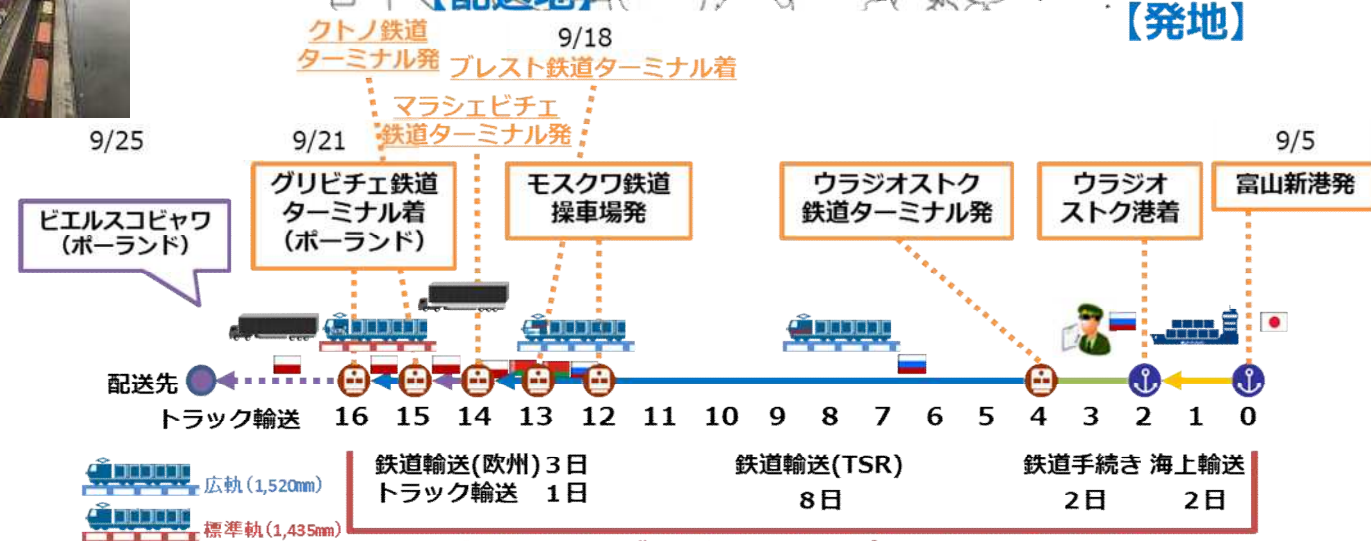 【配送地】
【発地】
クトノ鉄道
ターミナル発
9/18
ブレスト鉄道ターミナル着
マラシェビチェ
鉄道ターミナル発
9/25
9/21
9/5
ビエルスコビャワ
（ポーランド）
グリビチェ鉄道
ターミナル着
（ポーランド）
モスクワ鉄道
操車場発
ウラジオストク
鉄道ターミナル発
ウラジオ
ストク港着
富山新港発
配送先
トラック輸送 16 15 14 13 12 11 10 9 8 7 6 5 4 3 2 1 0
鉄道輸送(欧州)3日
トラック輸送 1日
鉄道輸送(TSR)
8日
鉄道手続き
2日
海上輸送
2日
広軌(1,520mm)
標準軌(1,435mm)